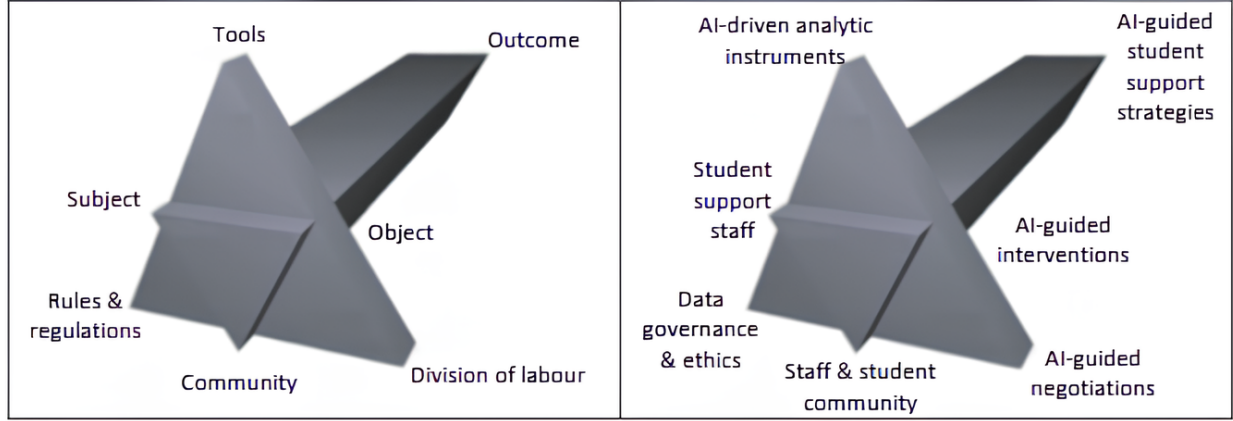 Tools
Outcome
Subject
Object
Rules &
regulations
Community
Division of labour
AI-driven analytic
instruments
AI-guided
student
support
strategies
Student
support
staff
AI-guided
interventions
Data
governance
& ethics
Staff & student
community
AI-guided
negotiations